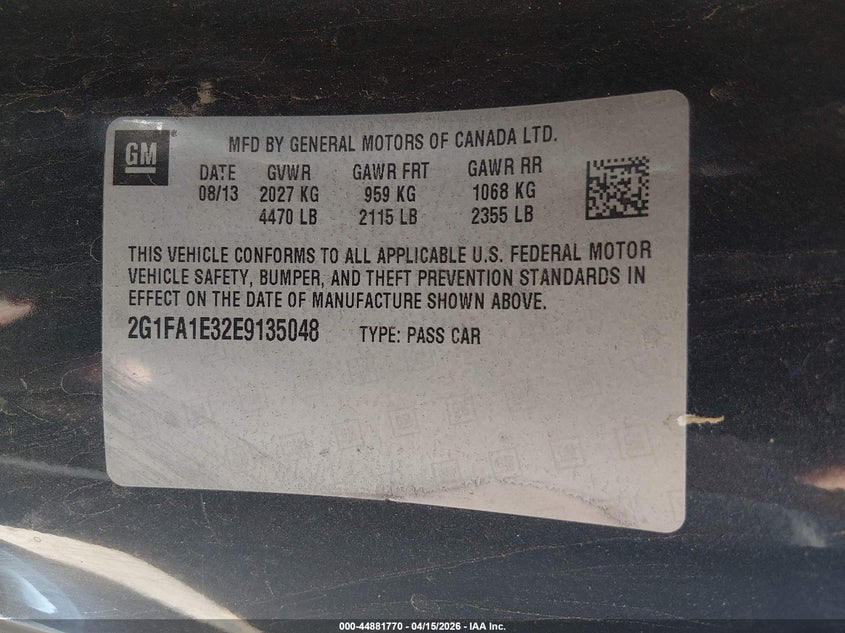 GM
MFD BY GENERAL MOTORS OF CANADA LTD.
DATE GVWR GAWR FRT GAWR RR
08/13 2027 KG 959 KG 1068 KG
4470 LB 2115 LB 2355 LB
THIS VEHICLE CONFORMS TO ALL APPLICABLE U.S. FEDERAL MOTOR
VEHICLE SAFETY, BUMPER, AND THEFT PREVENTION STANDARDS IN
EFFECT ON THE DATE OF MANUFACTURE SHOWN ABOVE.
2G1FA1E32E9135048 TYPE: PASS CAR
000-44881770 - 04/15/2026 - IAA Inc.